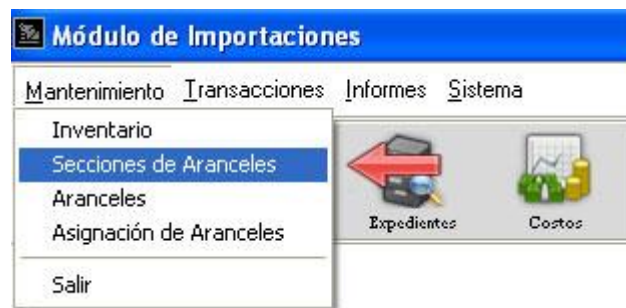 Módulo de Importaciones
Mantenimiento Transacciones Informes Sistema
Inventario
Secciones de Aranceles
Aranceles
Asignación de Aranceles
Salir
Expedientes Costos